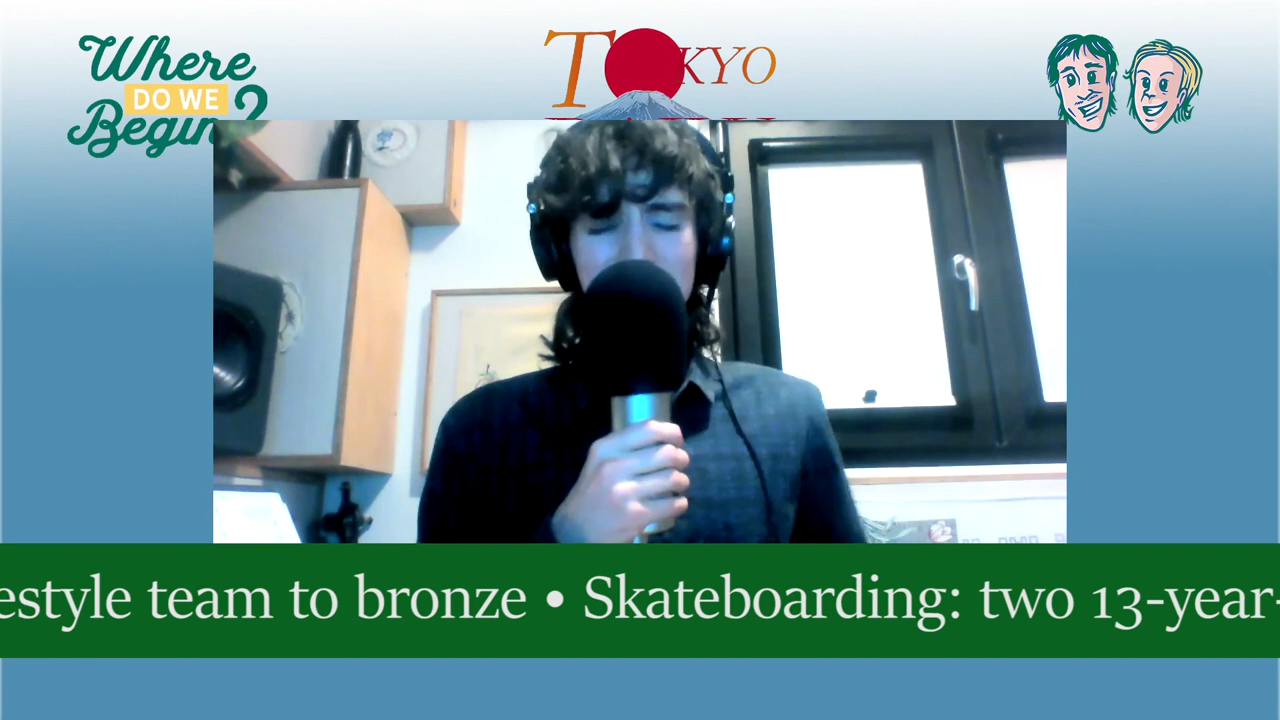 Where
DO WE
Begin?
TOKYO
estyle team to bronze • Skateboarding: two 13-year-